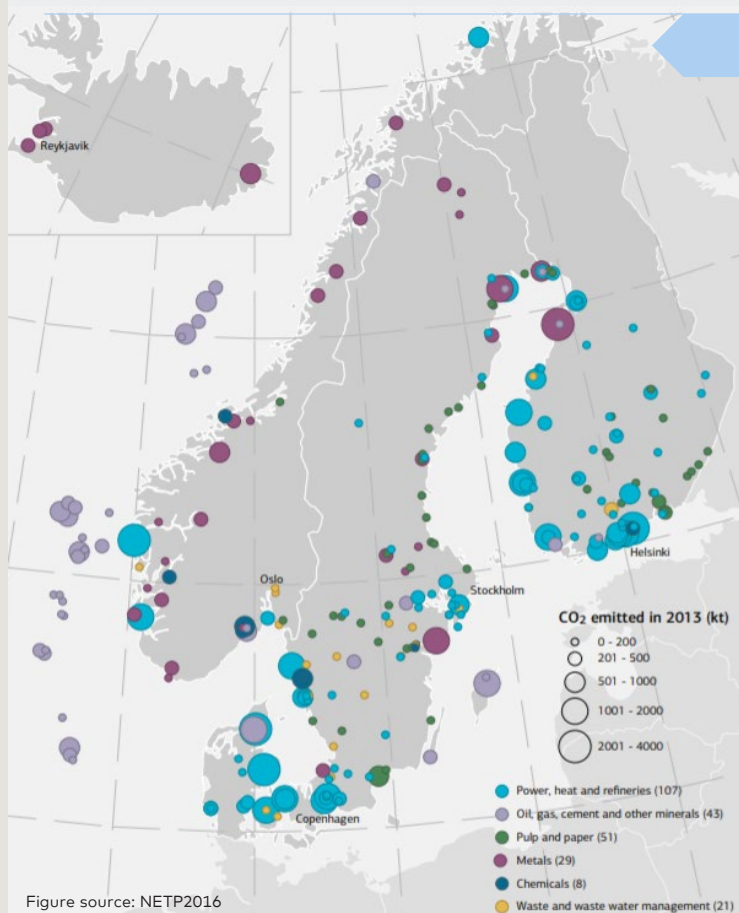 Reykjavik
Oslo
Stockholm
Helsinki
Copenhagen
CO₂ emitted in 2013 (kt)
0 - 200
201 - 500
501 - 1000
1001 - 2000
2001 - 4000
Power, heat and refineries (107)
Oil, gas, cement and other minerals (43)
Pulp and paper (51)
Metals (29)
Chemicals (8)
Waste and waste water management (21)
Figure source: NETP2016